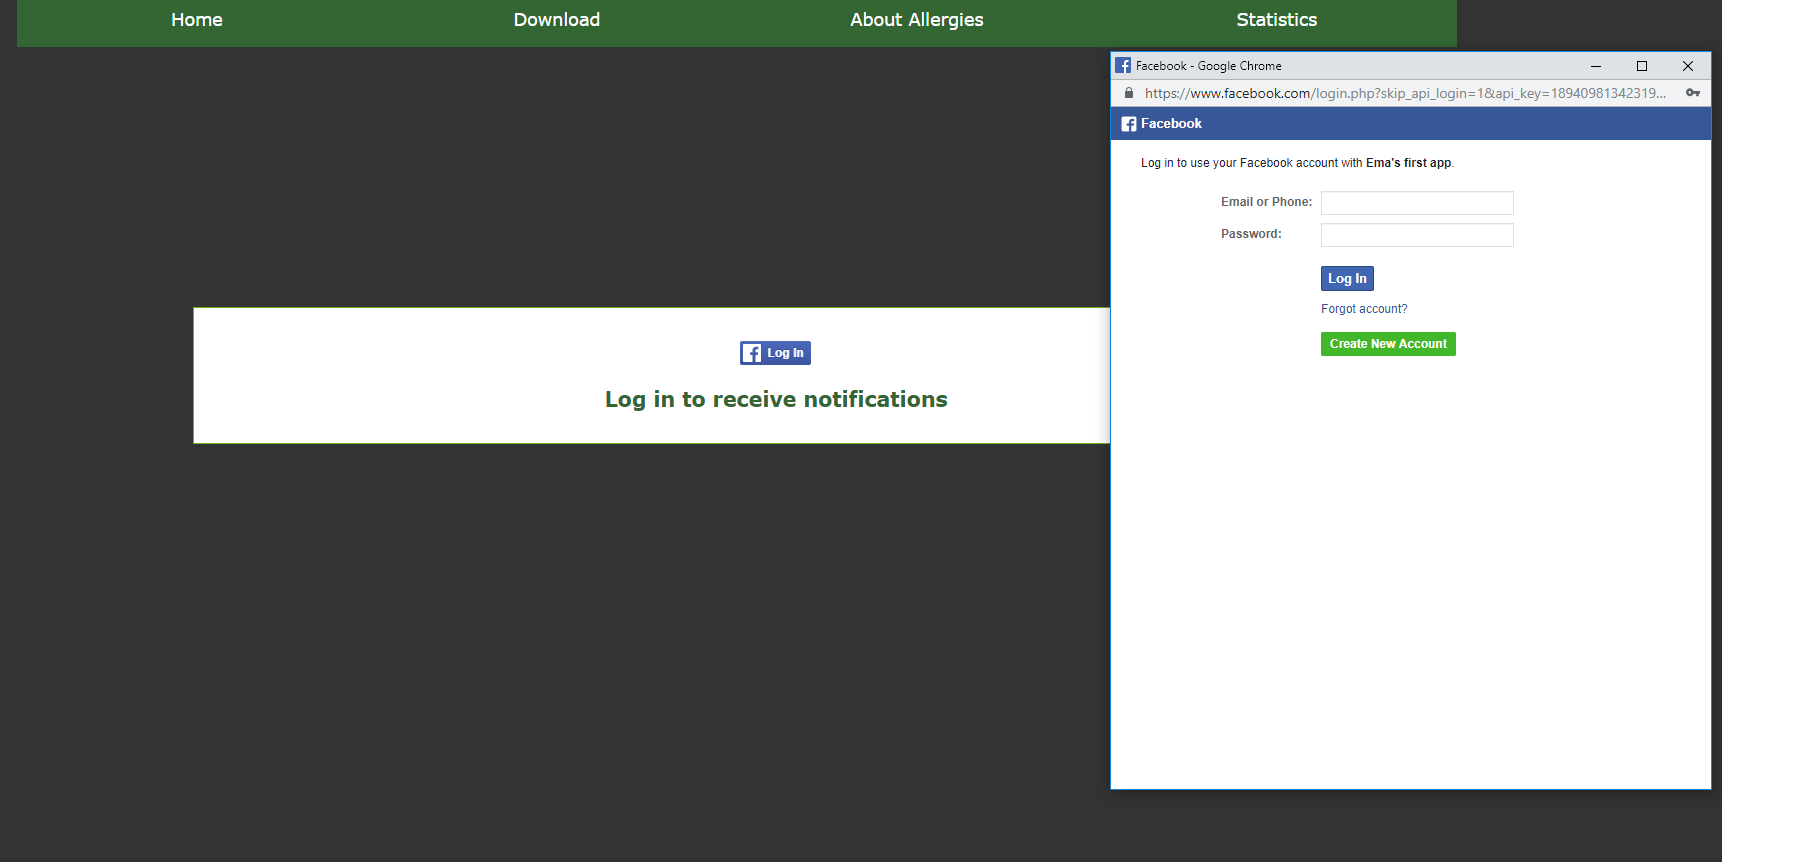 Home Download About Allergies Statistics
Facebook - Google Chrome
https://www.facebook.com/login.php?skip_api_login=1&api_key=18940981342319...
Facebook
Log in to use your Facebook account with Ema's first app.
Email or Phone:
Password:
Log In
Forgot account?
Create New Account
Log In
Log in to receive notifications